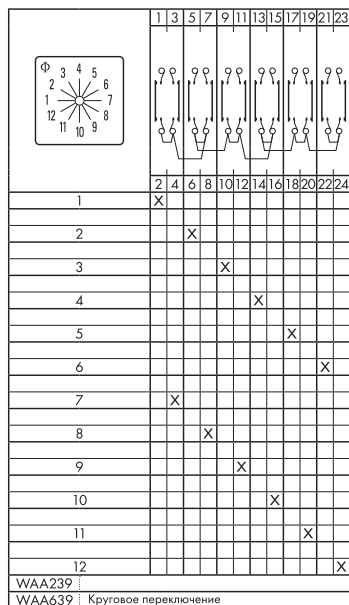 1 3 5 7 9 11 13 15 17 19 21 23
Ф
1 2 3 4 5 6 7 8 9 10 11 12
2 4 6 8 10 12 14 16 18 20 22 24
1 X
2 X
3 X
4 X
5 X
6 X
7 X
8 X
9 X
10 X
11 X
12 X
WAA239
WAA639 Круговое переключение